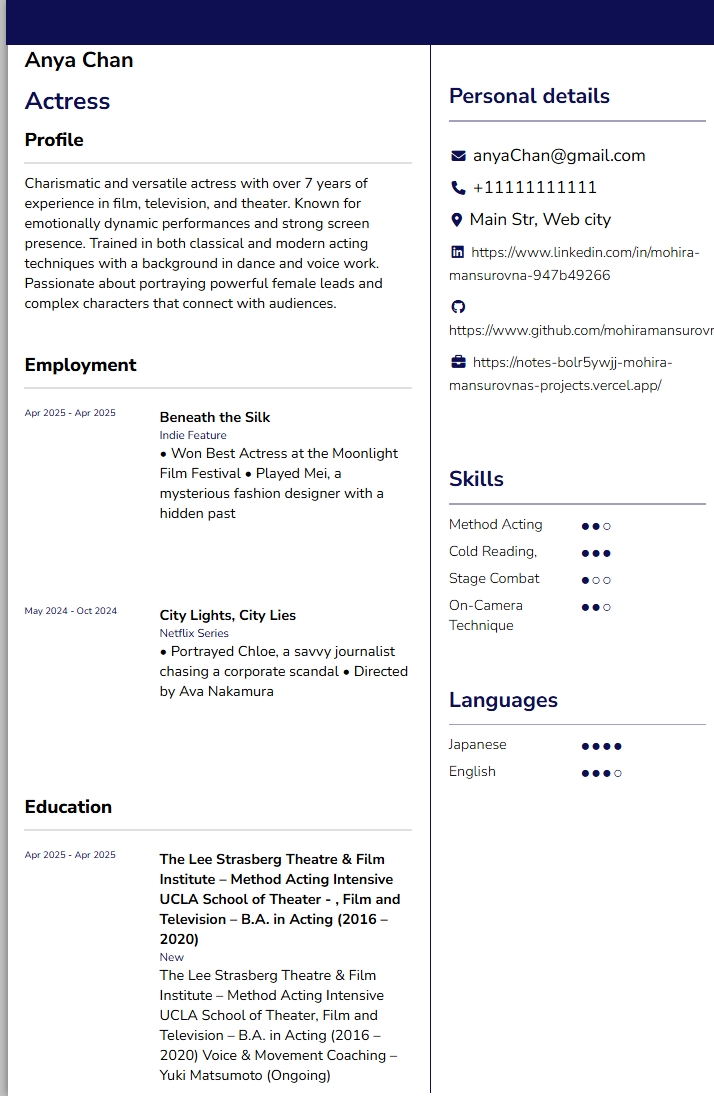 Anya Chan
Actress
Profile
Charismatic and versatile actress with over 7 years of
experience in film, television, and theater. Known for
emotionally dynamic performances and strong screen
presence. Trained in both classical and modern acting
techniques with a background in dance and voice work.
Passionate about portraying powerful female leads and
complex characters that connect with audiences.
Employment
Apr 2025 - Apr 2025
Beneath the Silk
Indie Feature
• Won Best Actress at the Moonlight
Film Festival • Played Mei, a
mysterious fashion designer with a
hidden past
May 2024 - Oct 2024
City Lights, City Lies
Netflix Series
• Portrayed Chloe, a savvy journalist
chasing a corporate scandal • Directed
by Ava Nakamura
Education
Apr 2025 - Apr 2025
The Lee Strasberg Theatre & Film
Institute – Method Acting Intensive
UCLA School of Theater - , Film and
Television – B.A. in Acting (2016 –
2020)
New
The Lee Strasberg Theatre & Film
Institute – Method Acting Intensive
UCLA School of Theater, Film and
Television – B.A. in Acting (2016 –
2020) Voice & Movement Coaching –
Yuki Matsumoto (Ongoing)
Personal details
anyaChan@gmail.com
+11111111111
Main Str, Web city
https://www.linkedin.com/in/mohira-
mansurovna-947b49266
https://www.github.com/mohiramansurov
https://notes-bolr5ywjj-mohira-
mansurovnas-projects.vercel.app/
Skills
Method Acting ●●○
Cold Reading, ●●●
Stage Combat ●○○
On-Camera ●●○
Technique
Languages
Japanese ●●●●
English ●●●○